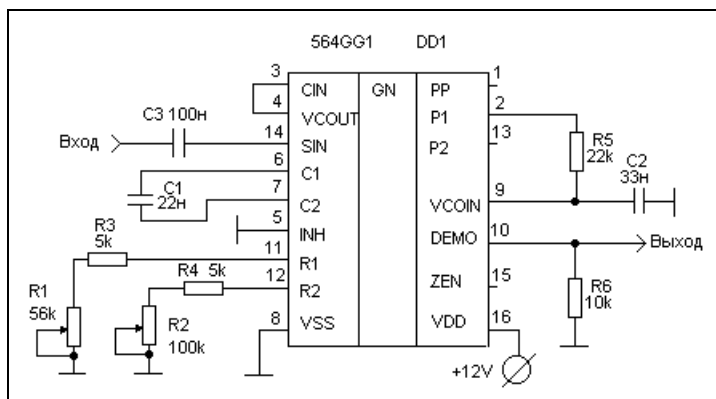 564GG1 DD1
3 CIN GN PP 1
4 VCOUT P1 2
C3 100н
Вход 14 SIN P2 13
R5
22k
C2
33н
6 C1
C1
22н
7 C2 VCOIN 9
5 INH DEMO 10 Выход
R3
5k
11 R1
R4 5k
12 R2 ZEN 15
R6
10k
R1
56k
R2
100k
8 VSS VDD 16
+12V